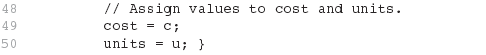 48 // Assign values to cost and units.
49 cost = c;
50 units = u; }